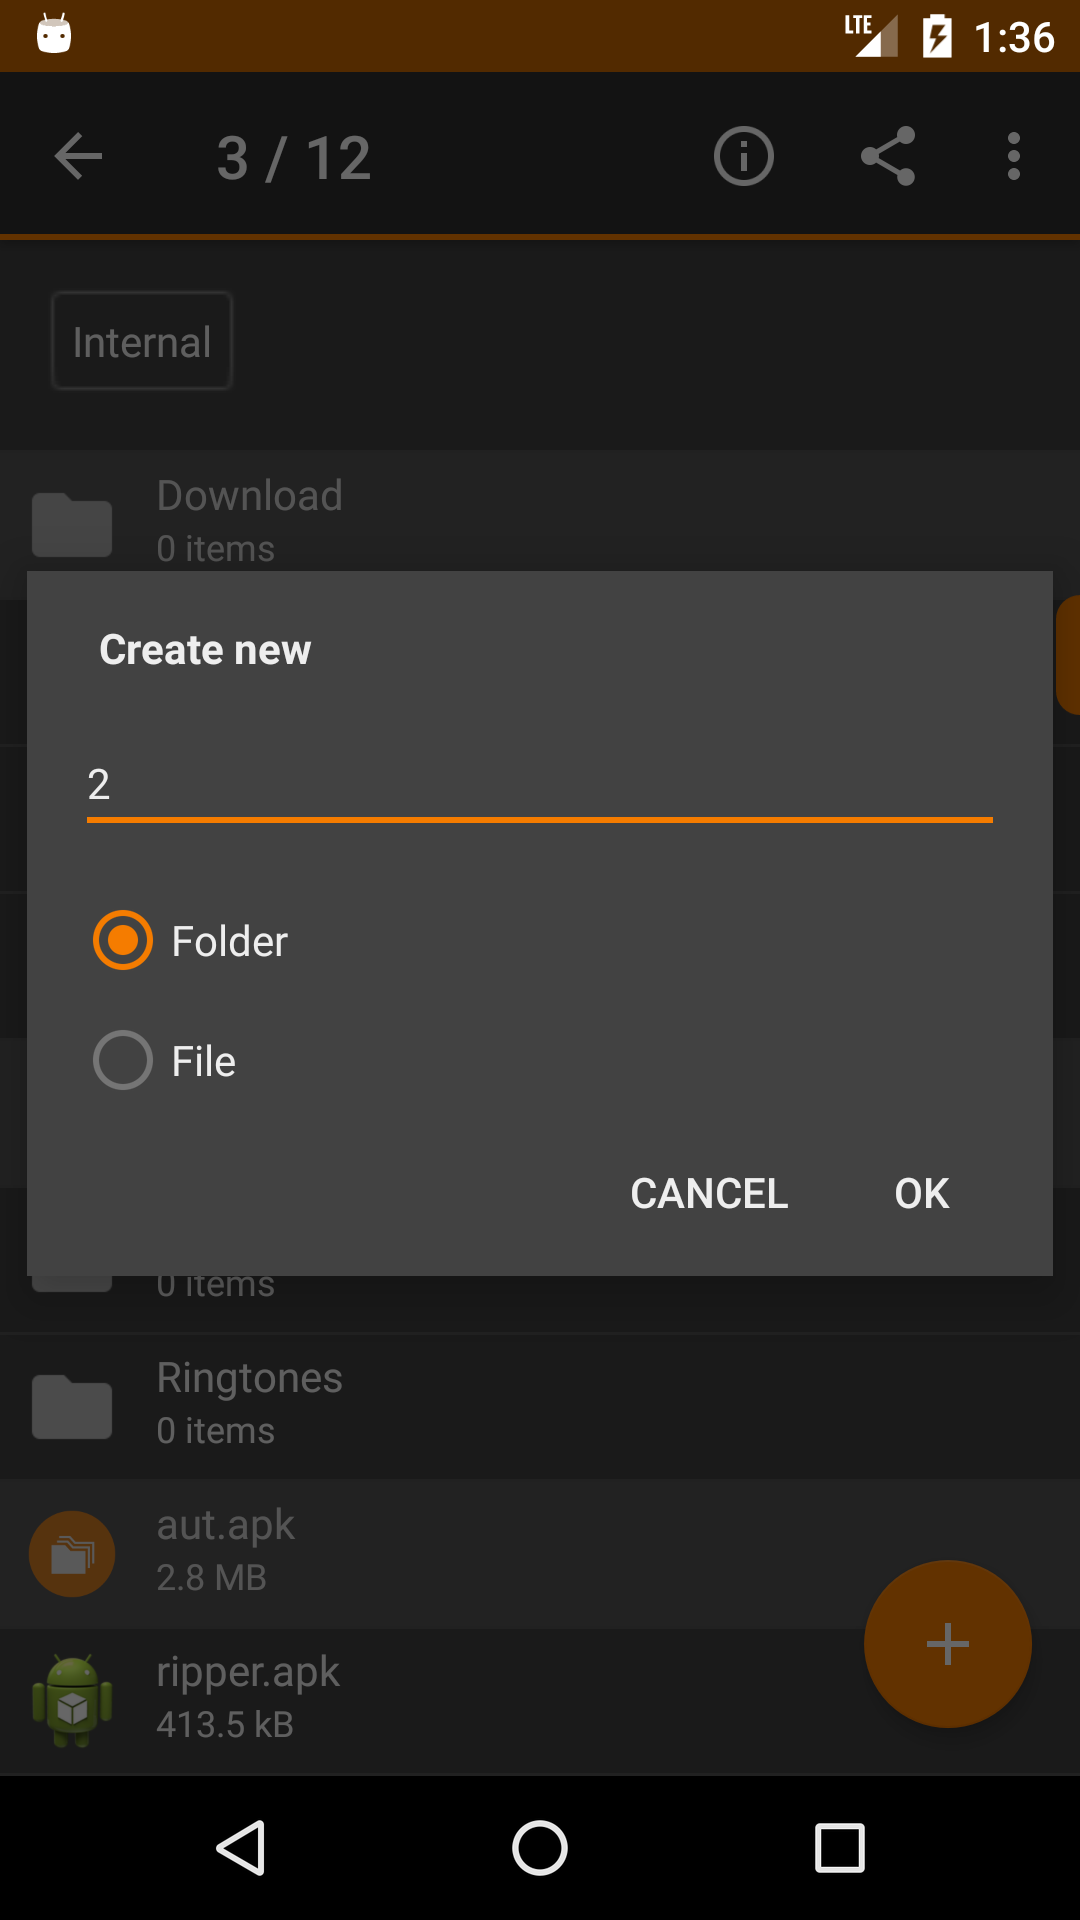 LTE 1:36
3 / 12
Internal
Download
0 items
Create new
2
Folder
File
CANCEL OK
0 items
Ringtones
0 items
aut.apk
2.8 MB
ripper.apk
413.5 kB